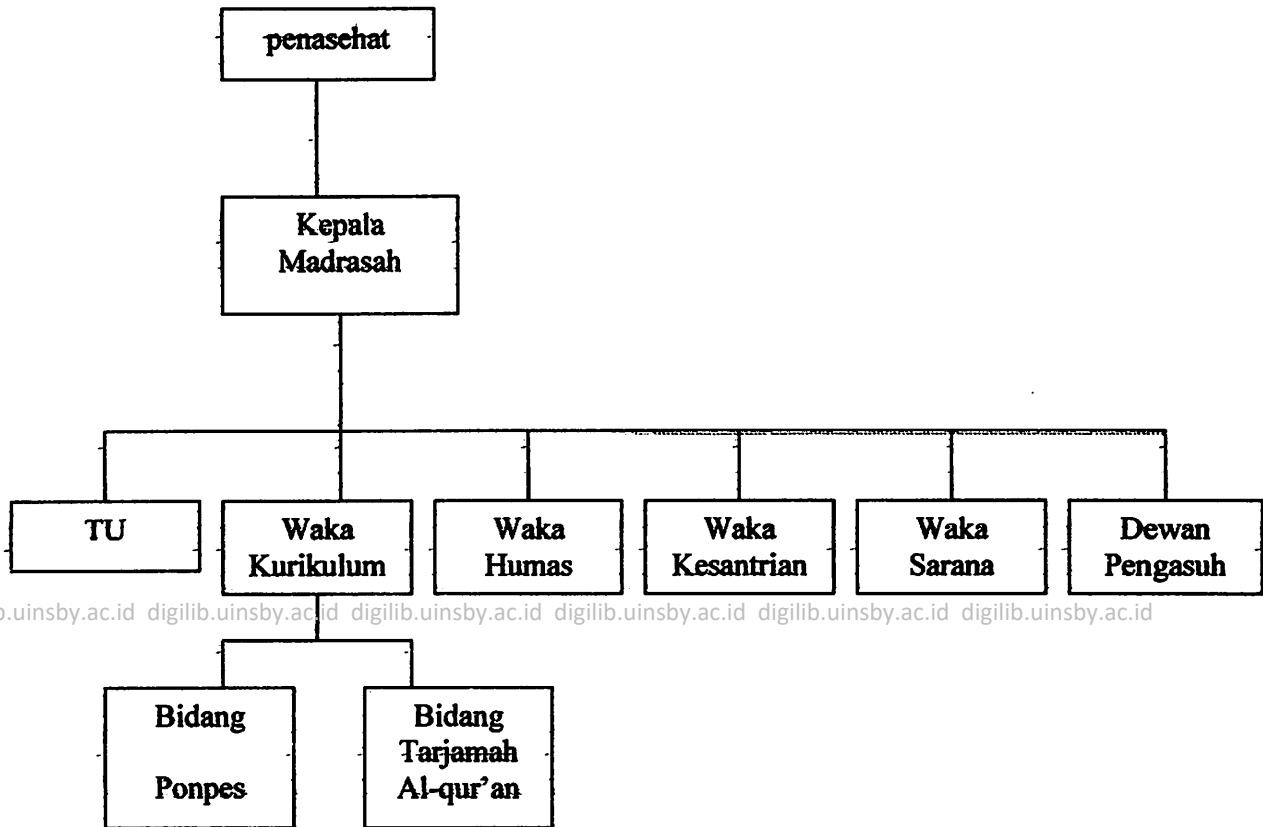 penasehat
Kepala
Madrasah
TU
Waka
Kurikulum
Waka
Humas
Waka
Kesantrian
Waka
Sarana
Dewan
Pengasuh
b.uinsby.ac.id digilib.uinsby.ac.id digilib.uinsby.ac.id digilib.uinsby.ac.id digilib.uinsby.ac.id digilib.uinsby.ac.id
Bidang
Ponpes
Bidang
Tarjamah
Al-qur’an